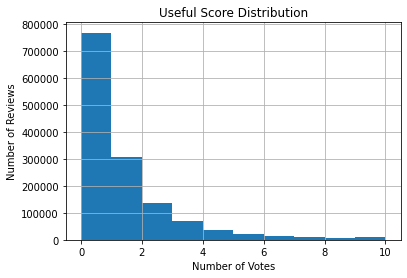 Useful Score Distribution
Number of Reviews
800000
700000
600000
500000
400000
300000
200000
100000
0
0 2 4 6 8 10
Number of Votes